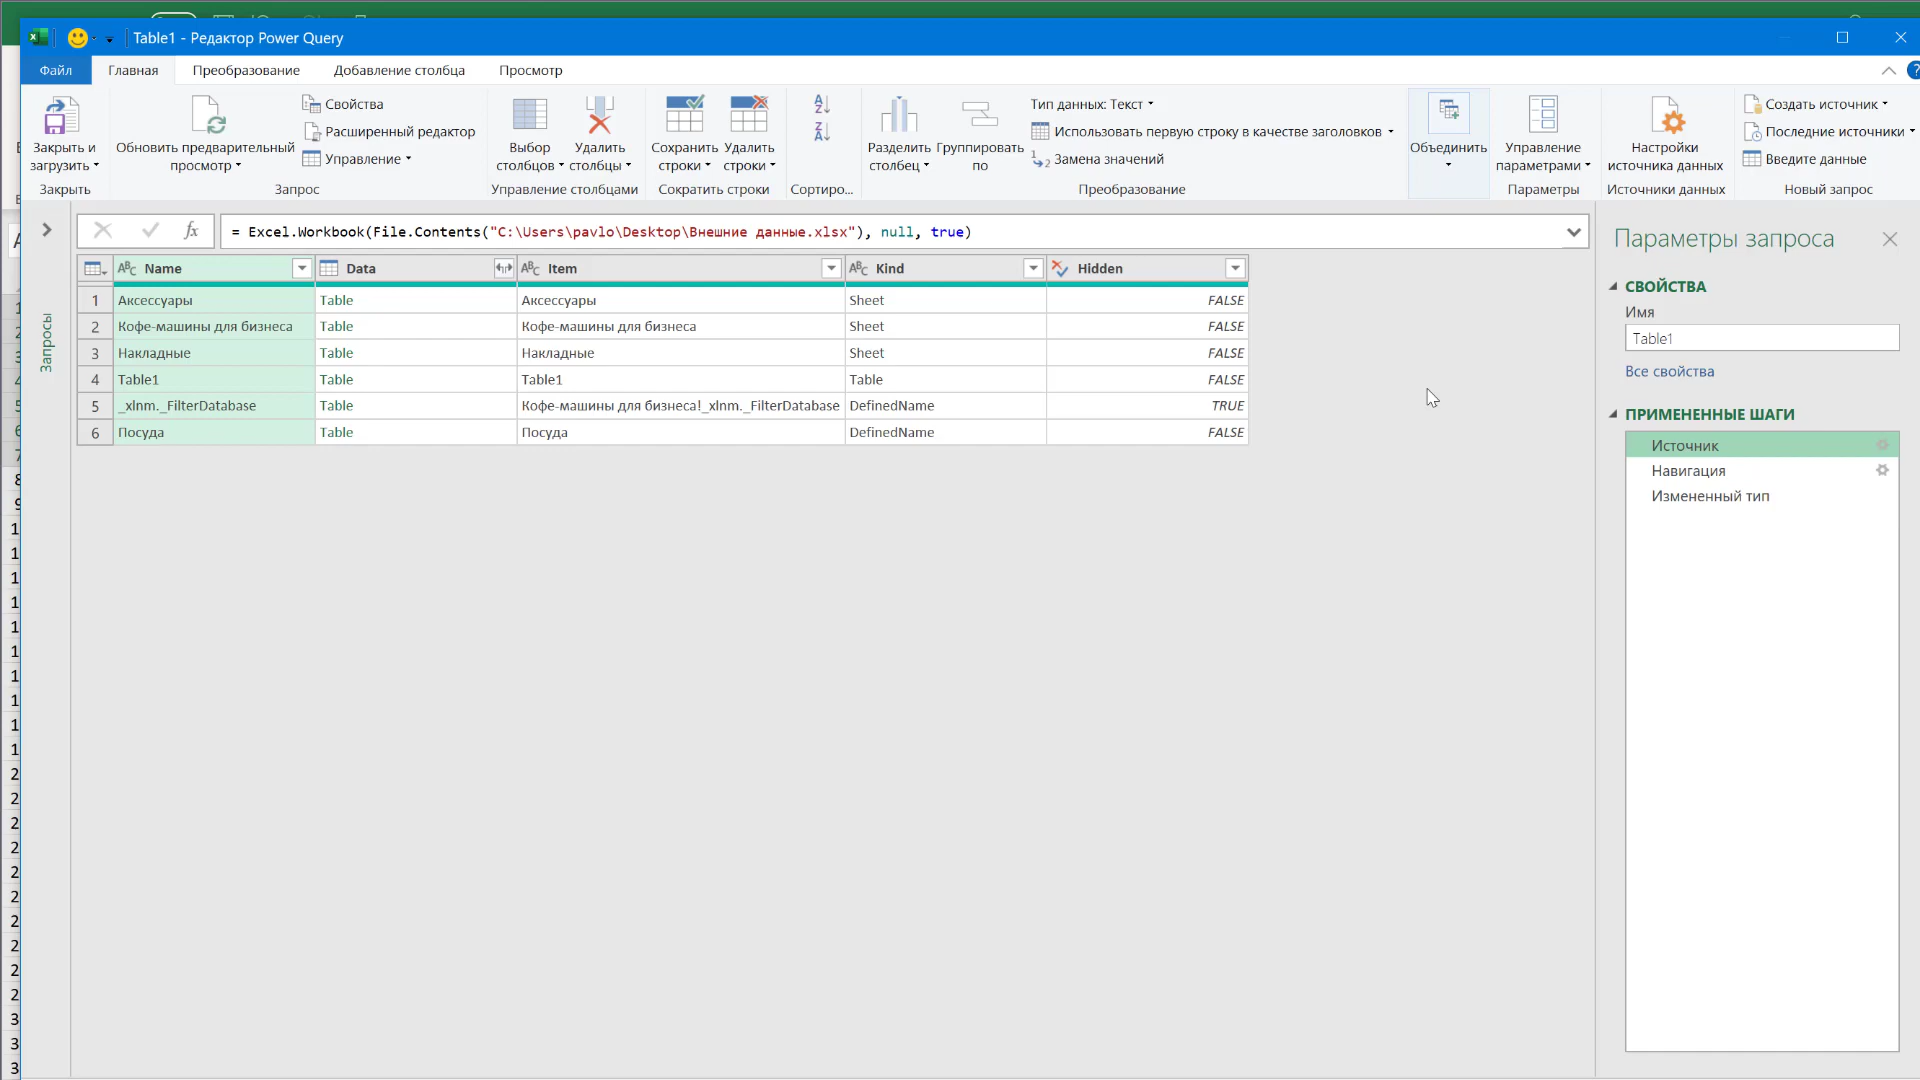 Table1 - Редактор Power Query
Файл Главная Преобразование Добавление столбца Просмотр
Закрыть и загрузить
Закрыть
Обновить предварительный просмотр
Свойства
Расширенный редактор
Управление
Запрос
Выбор столбцов
Удалить столбцы
Управление столбцами
Сохранить строки
Удалить строки
Сократить строки
Сортиро...
Разделить столбец
Группировать по
Тип данных: Текст
Использовать первую строку в качестве заголовков
Замена значений
Преобразование
Объединить
Управление параметрами
Параметры
Настройки источника данных
Источники данных
Создать источник
Последние источники
Введите данные
Новый запрос
= Excel.Workbook(File.Contents("C:\Users\pavlo\Desktop\Внешние данные.xlsx"), null, true)
Запросы
Name Data Item Kind Hidden
1 Аксессуары Table Аксессуары Sheet FALSE
2 Кофе-машины для бизнеса Table Кофе-машины для бизнеса Sheet FALSE
3 Накладные Table Накладные Sheet FALSE
4 Table1 Table Table1 Table FALSE
5 _xlnm._FilterDatabase Table Кофе-машины для бизнеса!_xlnm._FilterDatabase DefinedName TRUE
6 Посуда Table Посуда DefinedName FALSE
Параметры запроса
СВОЙСТВА
Имя
Table1
Все свойства
ПРИМЕНЕННЫЕ ШАГИ
Источник
Навигация
Измененный тип